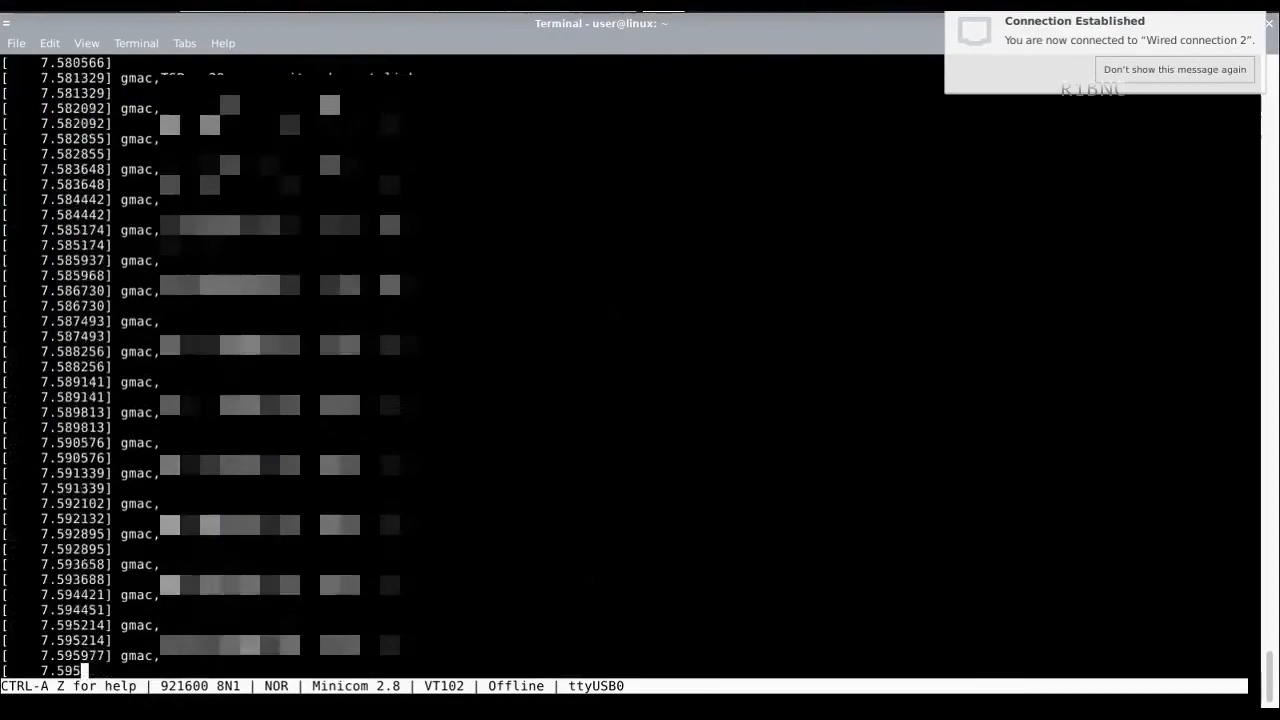 Terminal - user@linux: ~
File Edit View Terminal Tabs Help
Connection Established
You are now connected to “Wired connection 2”.
Don't show this message again
[ 7.580566]
[ 7.581329] gmac,
[ 7.581329]
[ 7.582092] gmac,
[ 7.582092]
[ 7.582855] gmac,
[ 7.582855]
[ 7.583648] gmac,
[ 7.583648]
[ 7.584442] gmac,
[ 7.584442]
[ 7.585174] gmac,
[ 7.585174]
[ 7.585937] gmac,
[ 7.585968]
[ 7.586730] gmac,
[ 7.586730]
[ 7.587493] gmac,
[ 7.587493]
[ 7.588256] gmac,
[ 7.588256]
[ 7.589141] gmac,
[ 7.589141]
[ 7.589813] gmac,
[ 7.589813]
[ 7.590576] gmac,
[ 7.590576]
[ 7.591339] gmac,
[ 7.591339]
[ 7.592102] gmac,
[ 7.592132]
[ 7.592895] gmac,
[ 7.592895]
[ 7.593658] gmac,
[ 7.593688]
[ 7.594421] gmac,
[ 7.594451]
[ 7.595214] gmac,
[ 7.595214]
[ 7.595977] gmac,
[ 7.595
CTRL-A Z for help | 921600 8N1 | NOR | Minicom 2.8 | VT102 | Offline | ttyUSB0